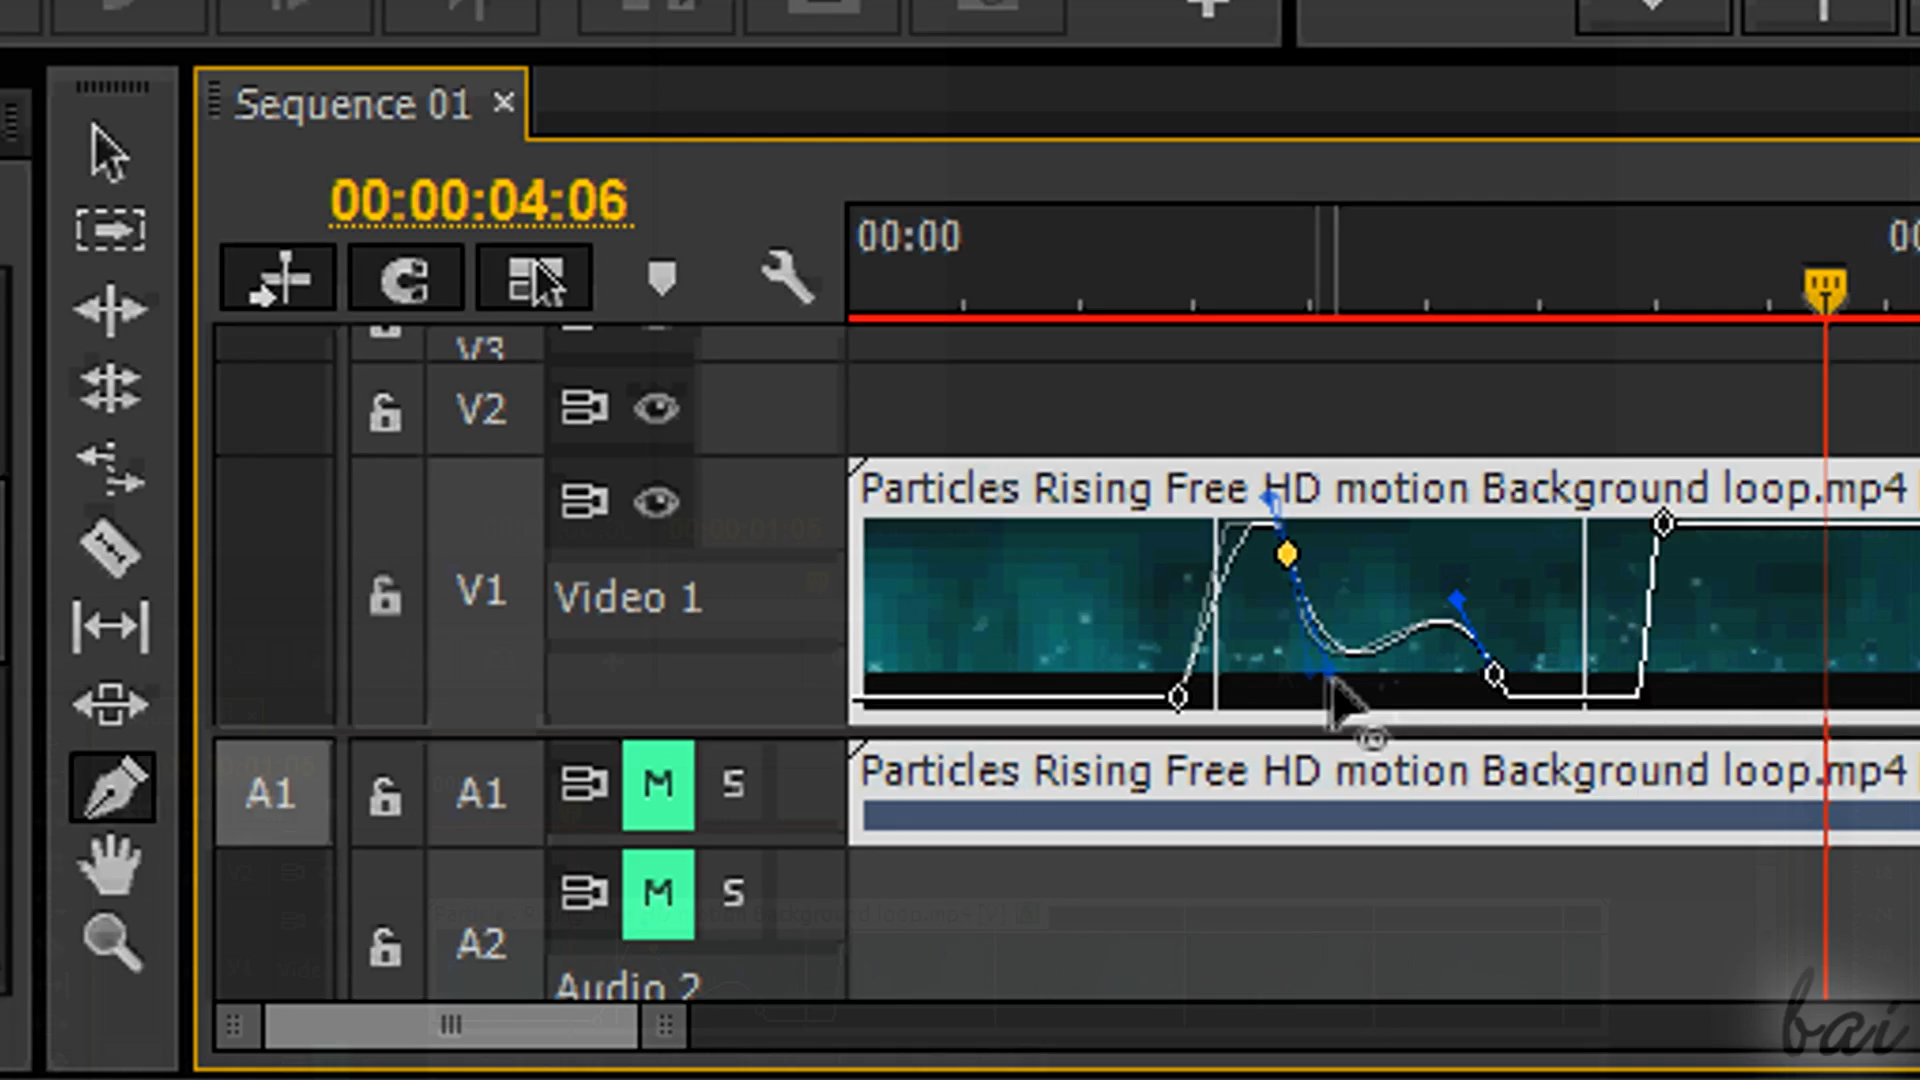 Sequence 01 ×
00:00:04:06
00:00
V3
V2
Particles Rising Free HD motion Background loop.mp4
V1
Video 1
A1
A1
M
S
Particles Rising Free HD motion Background loop.mp4
M
S
A2
Audio 2
bai